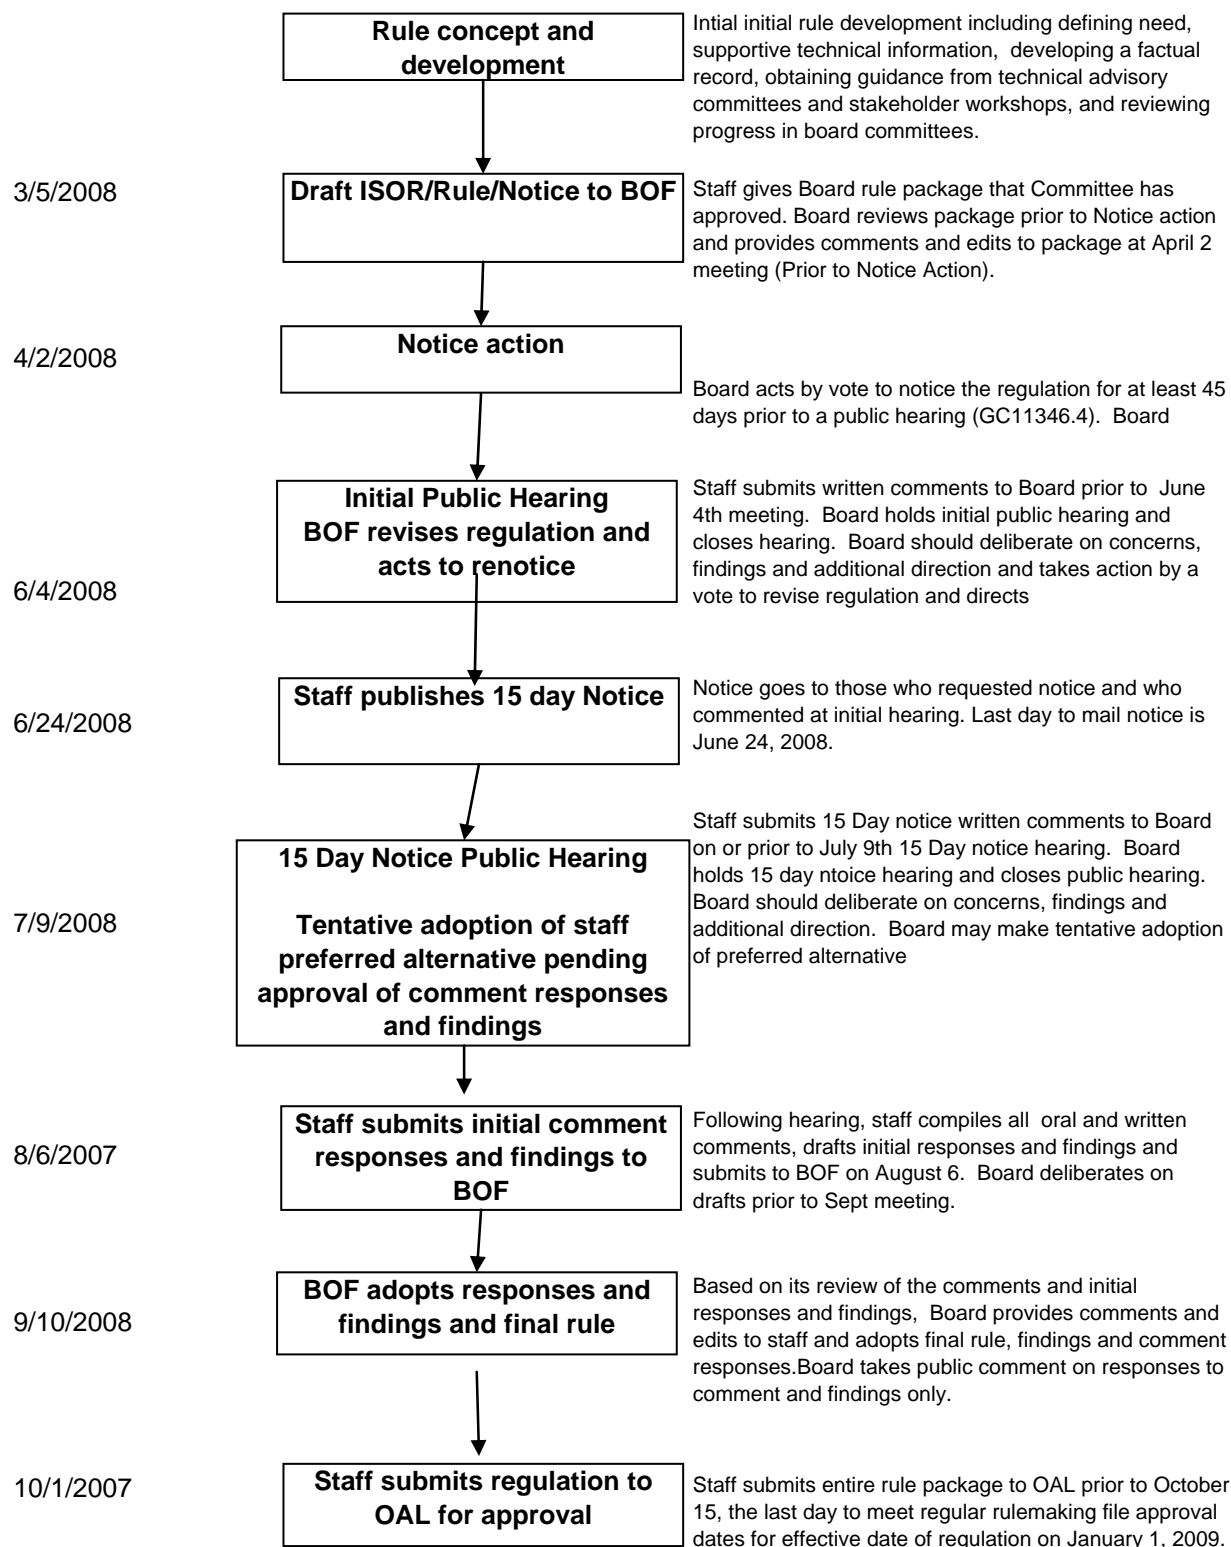 Rule concept and
development
Intial initial rule development including defining need,
supportive technical information,  developing a factual
record, obtaining guidance from technical advisory
committees and stakeholder workshops, and reviewing
progress in board committees.
3/5/2008
Draft ISOR/Rule/Notice to BOF
Staff gives Board rule package that Committee has
approved. Board reviews package prior to Notice action
and provides comments and edits to package at April 2
meeting (Prior to Notice Action).
4/2/2008
Notice action
Board acts by vote to notice the regulation for at least 45
days prior to a public hearing (GC11346.4).  Board
6/4/2008
Initial Public Hearing
BOF revises regulation and
acts to renotice
Staff submits written comments to Board prior to  June
4th meeting.  Board holds initial public hearing and
closes hearing.  Board should deliberate on concerns,
findings and additional direction and takes action by a
vote to revise regulation and directs
6/24/2008
Staff publishes 15 day Notice
Notice goes to those who requested notice and who
commented at initial hearing. Last day to mail notice is
June 24, 2008.
7/9/2008
15 Day Notice Public Hearing
Tentative adoption of staff
preferred alternative pending
approval of comment responses
and findings
Staff submits 15 Day notice written comments to Board
on or prior to July 9th 15 Day notice hearing.  Board
holds 15 day ntoice hearing and closes public hearing.
Board should deliberate on concerns, findings and
additional direction.  Board may make tentative adoption
of preferred alternative
8/6/2007
Staff submits initial comment
responses and findings to
BOF
Following hearing, staff compiles all  oral and written
comments, drafts initial responses and findings and
submits to BOF on August 6.  Board deliberates on
drafts prior to Sept meeting.
9/10/2008
BOF adopts responses and
findings and final rule
Based on its review of the comments and initial
responses and findings,  Board provides comments and
edits to staff and adopts final rule, findings and comment
responses.Board takes public comment on responses to
comment and findings only.
10/1/2007
Staff submits regulation to
OAL for approval
Staff submits entire rule package to OAL prior to October
15, the last day to meet regular rulemaking file approval
dates for effective date of regulation on January 1, 2009.